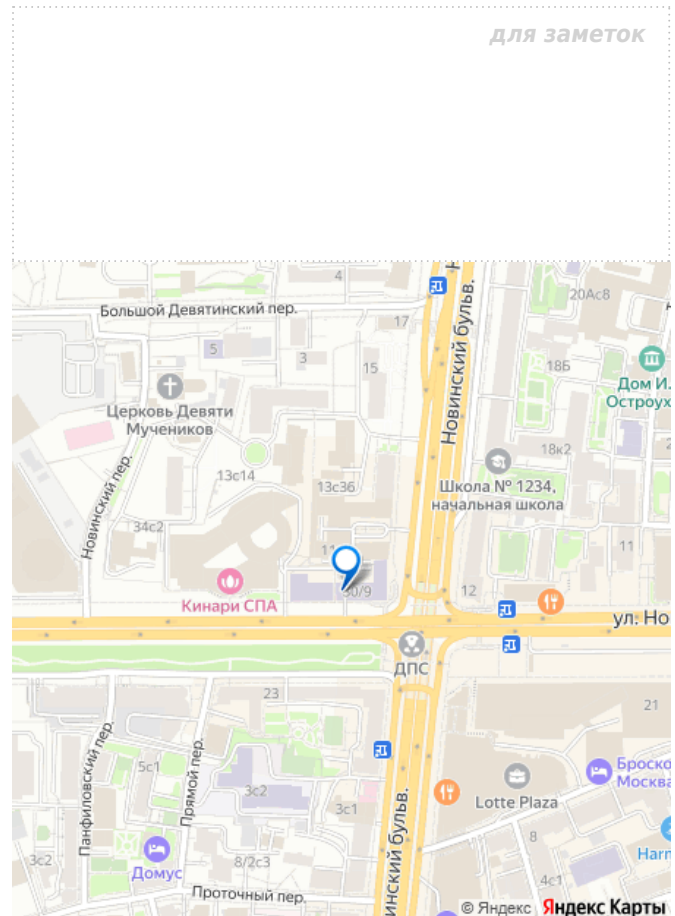 для заметок
4
20Ас8
Большой Девятинский пер.
17
5
3
15
18Б
Дом И.
Остроух
Новинский бульв.
Церковь Девяти
Мучеников
18к2
2
13с14
13с36
Школа № 1234,
начальная школа
Новинский пер.
34с2
11
11
30/9
12
Кинари СПА
ул. Но
ДПС
23
21
Панфиловский пер.
Прямой пер.
5с1
3с2
3с1
Lotte Plaza
Броско
Москва
8
Harr
3с2
Домус
8/2с3
4с1
Проточный пер.
инский бульв.
© Яндекс Яндекс Карты